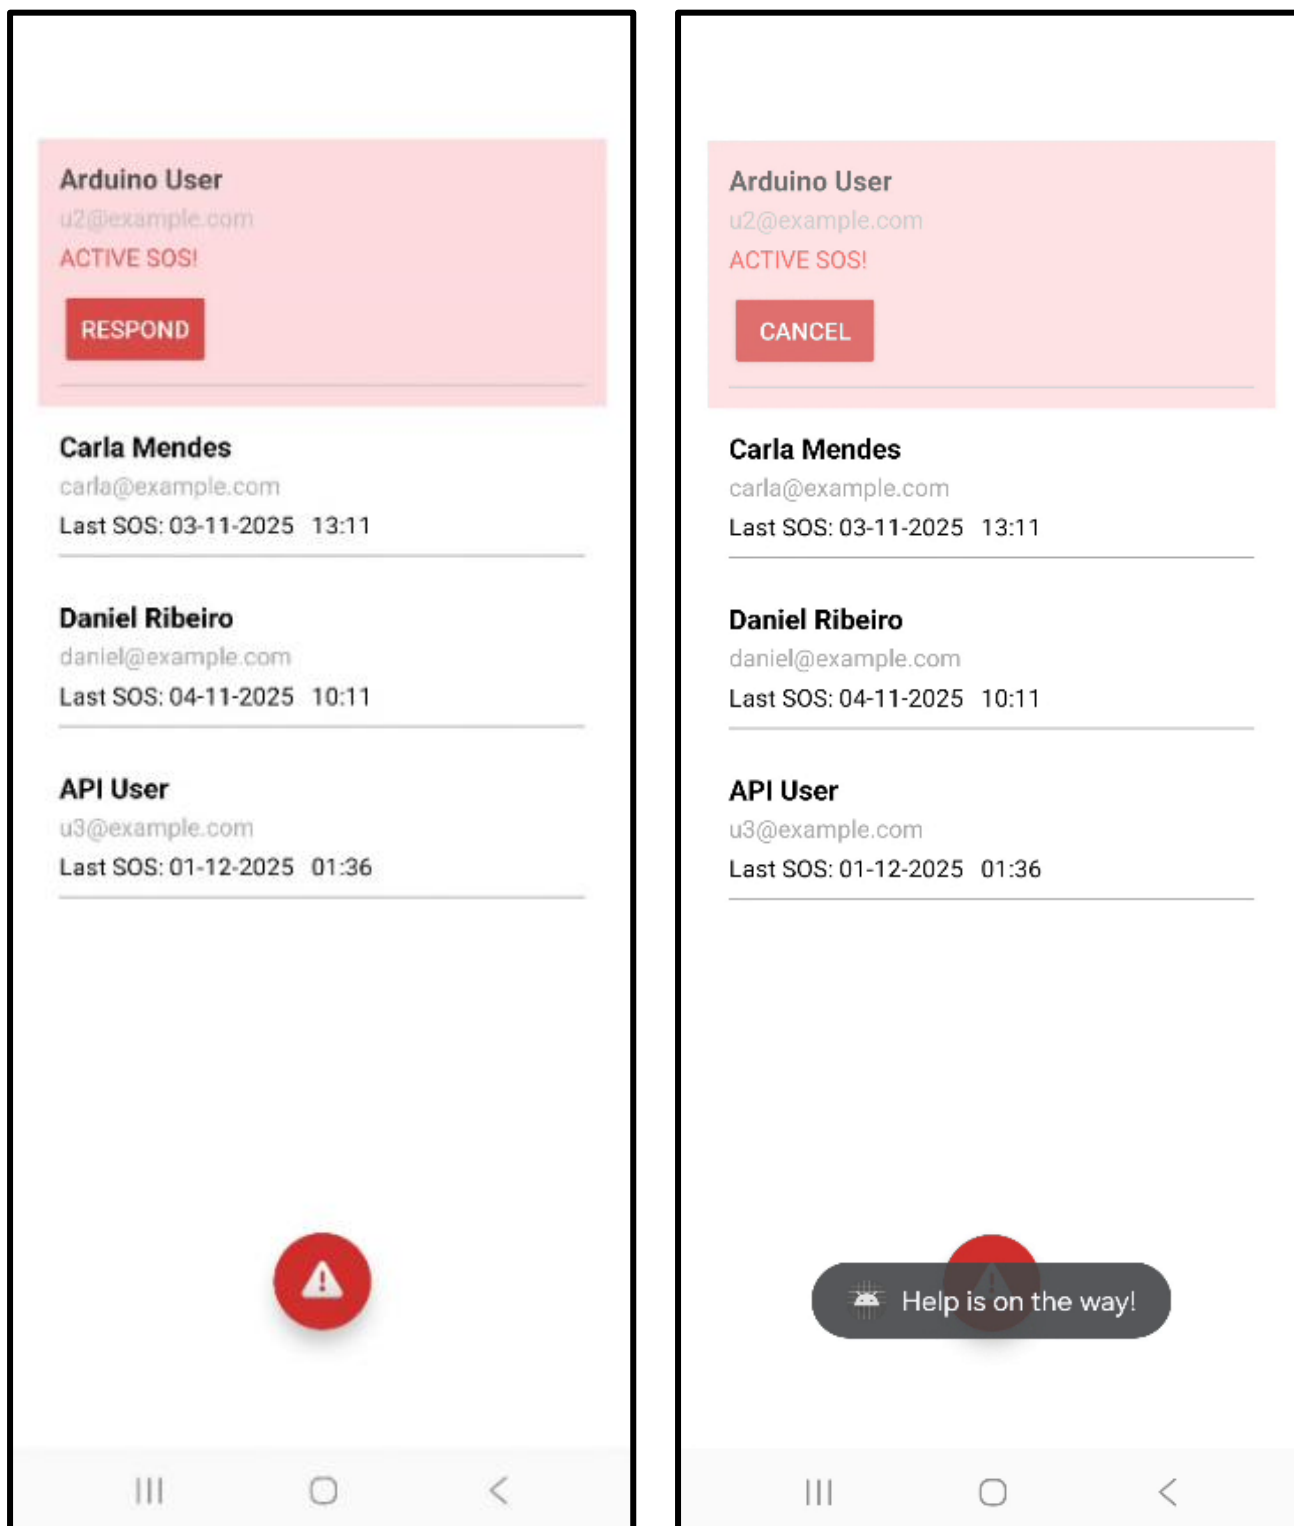 Arduino User
u2@example.com
ACTIVE SOS!
RESPOND
Carla Mendes
carla@example.com
Last SOS: 03-11-2025 13:11
Daniel Ribeiro
daniel@example.com
Last SOS: 04-11-2025 10:11
API User
u3@example.com
Last SOS: 01-12-2025 01:36
Arduino User
u2@example.com
ACTIVE SOS!
CANCEL
Carla Mendes
carla@example.com
Last SOS: 03-11-2025 13:11
Daniel Ribeiro
daniel@example.com
Last SOS: 04-11-2025 10:11
API User
u3@example.com
Last SOS: 01-12-2025 01:36
Help is on the way!